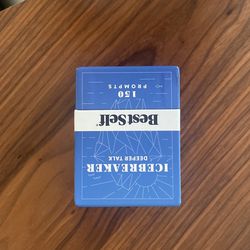 ICEBREAKER
DEEPER TALK
BestSelf
150
PROMPTS